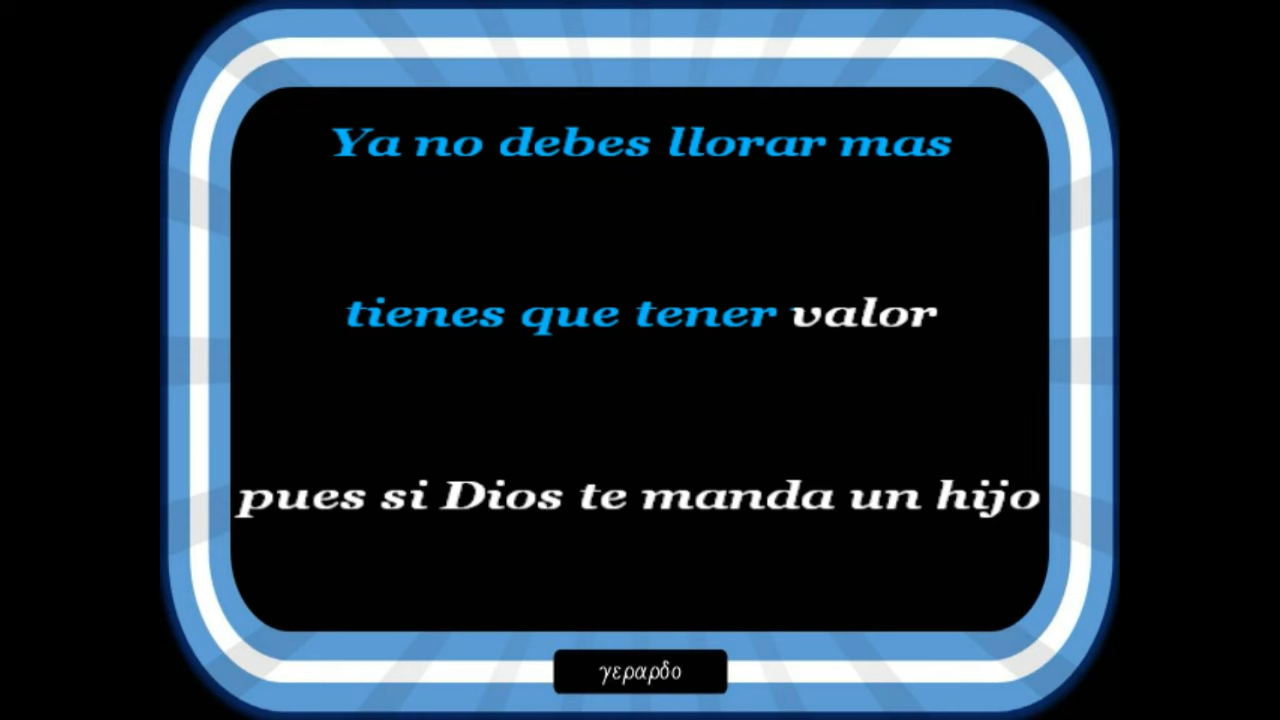 Ya no debes llorar mas
tienes que tener valor
pues si Dios te manda un hijo
γεραρδο